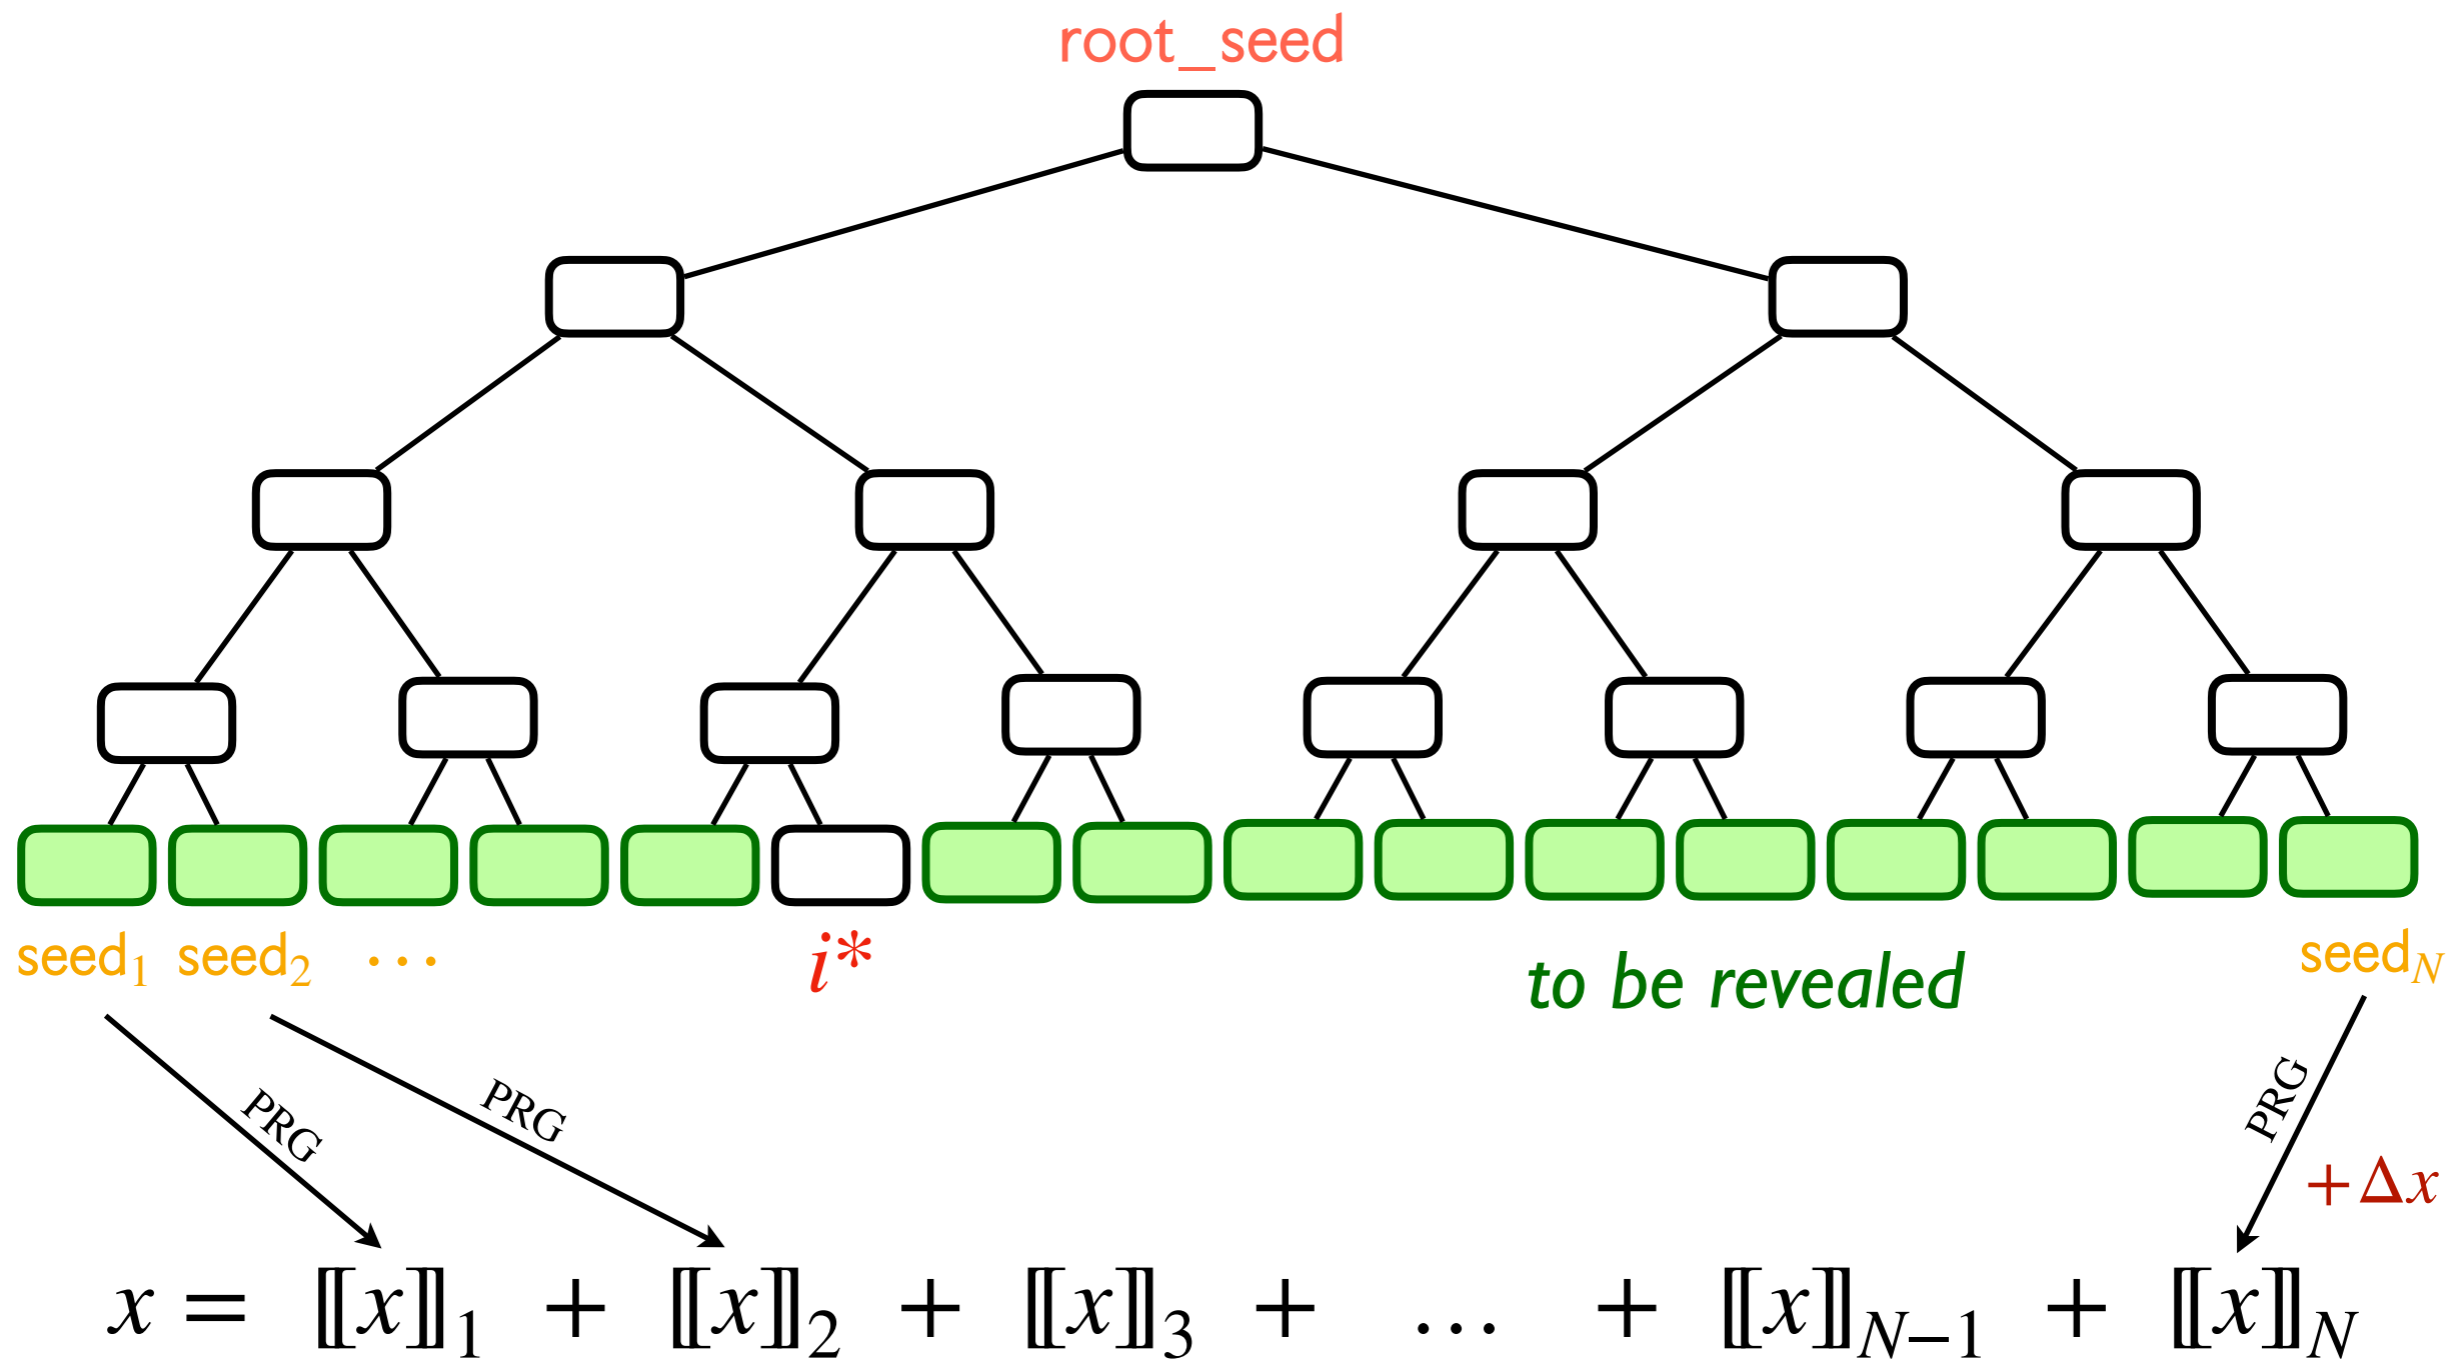 root_seed
seed₁ seed₂ ⋯ i* to be revealed seed_N
PRG PRG PRG
+Δx
x = ⟦x⟧₁ + ⟦x⟧₂ + ⟦x⟧₃ + … + ⟦x⟧_{N−1} + ⟦x⟧_N